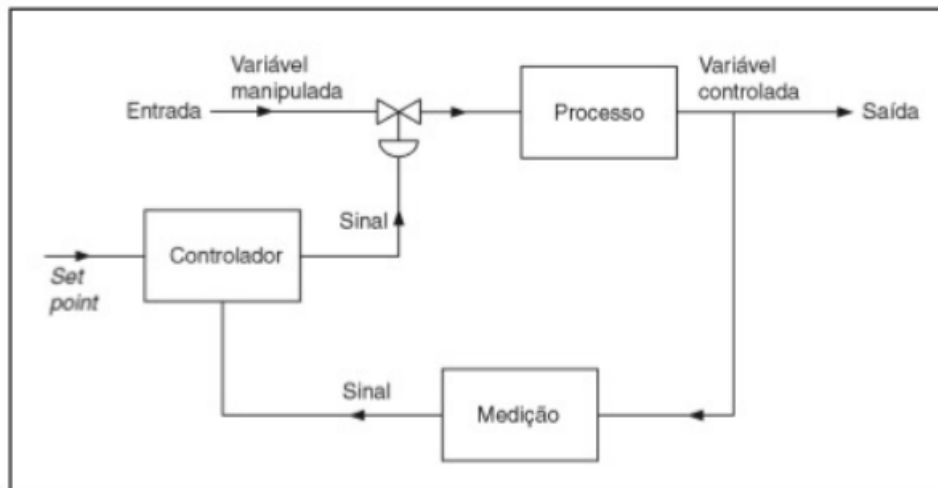 Variável
manipulada
Entrada
Processo
Variável
controlada
Saída
Sinal
Controlador
Set
point
Sinal
Medição